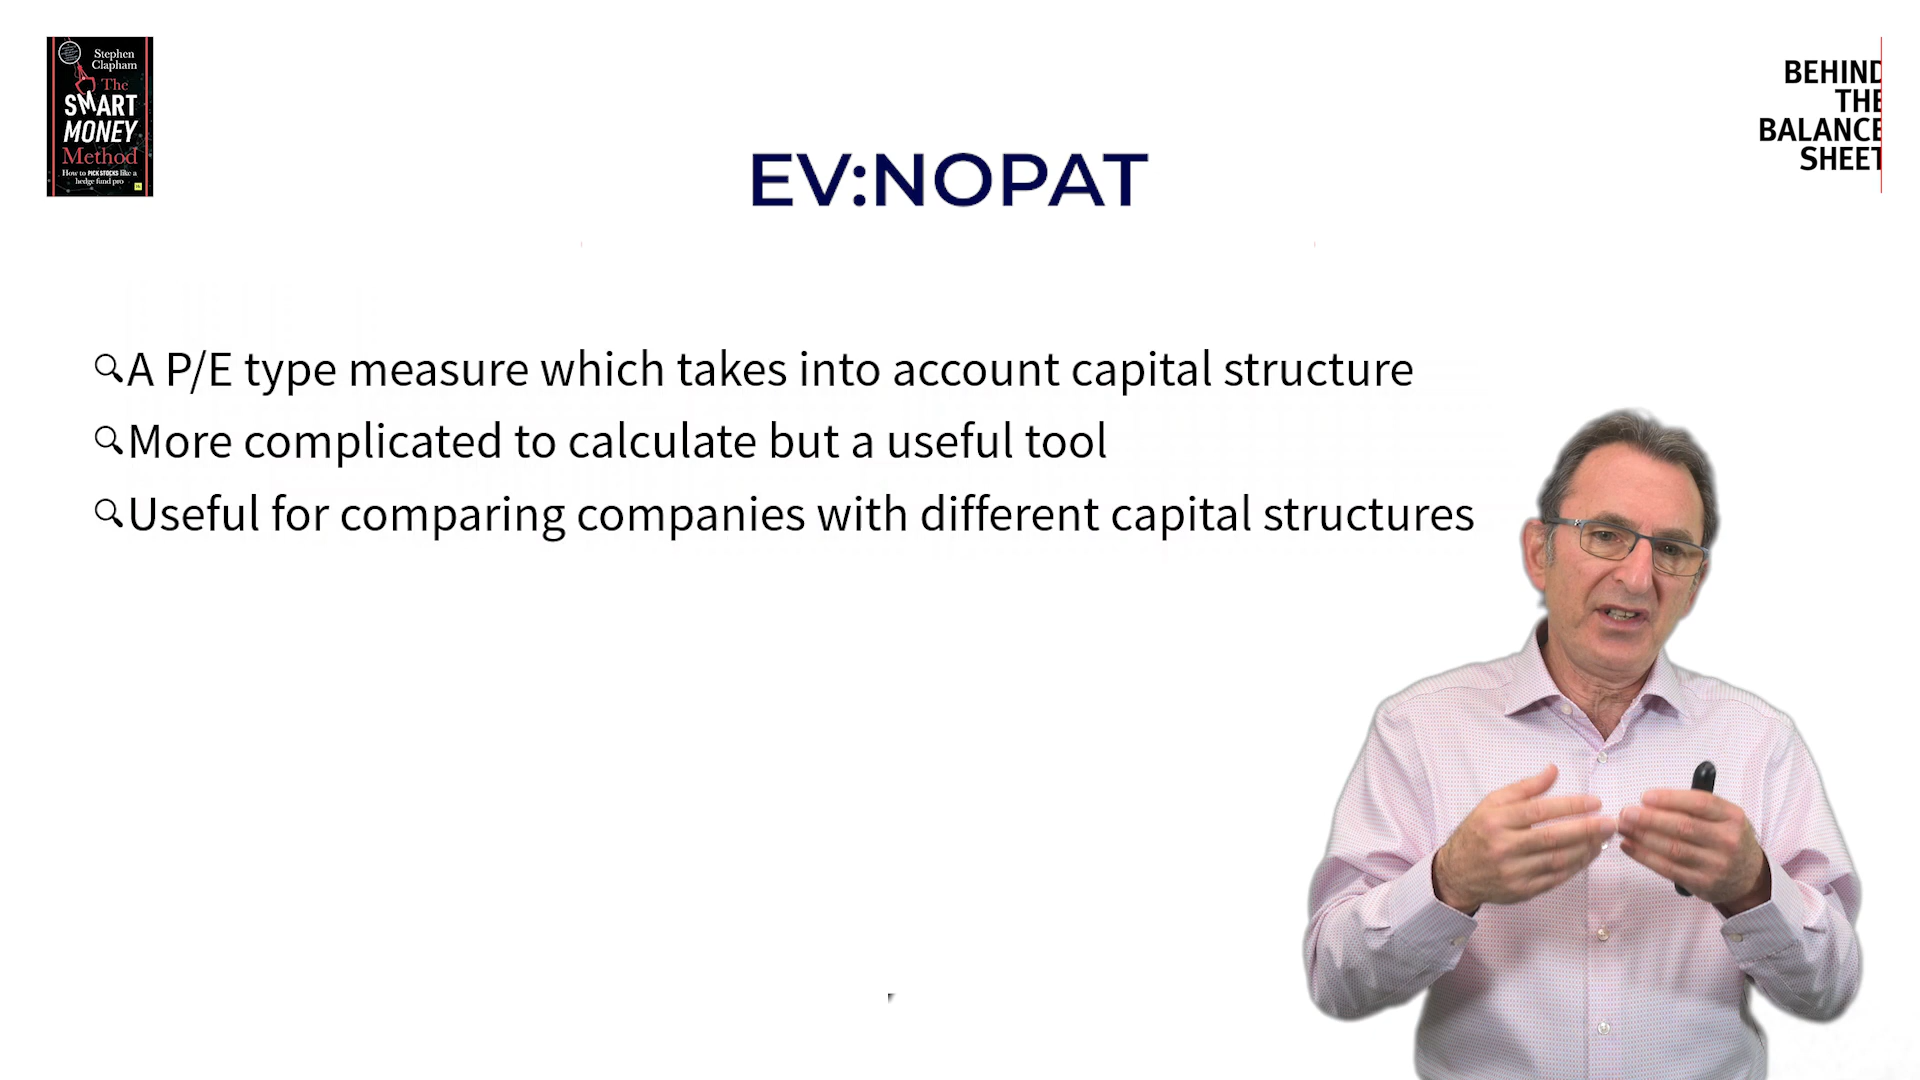 Stephen
Clapham
The
SMART
MONEY
Method
How to PICK STOCKS like a
hedge fund pro
BEHIND
THE
BALANCE
SHEET
EV:NOPAT
A P/E type measure which takes into account capital structure
More complicated to calculate but a useful tool
Useful for comparing companies with different capital structures